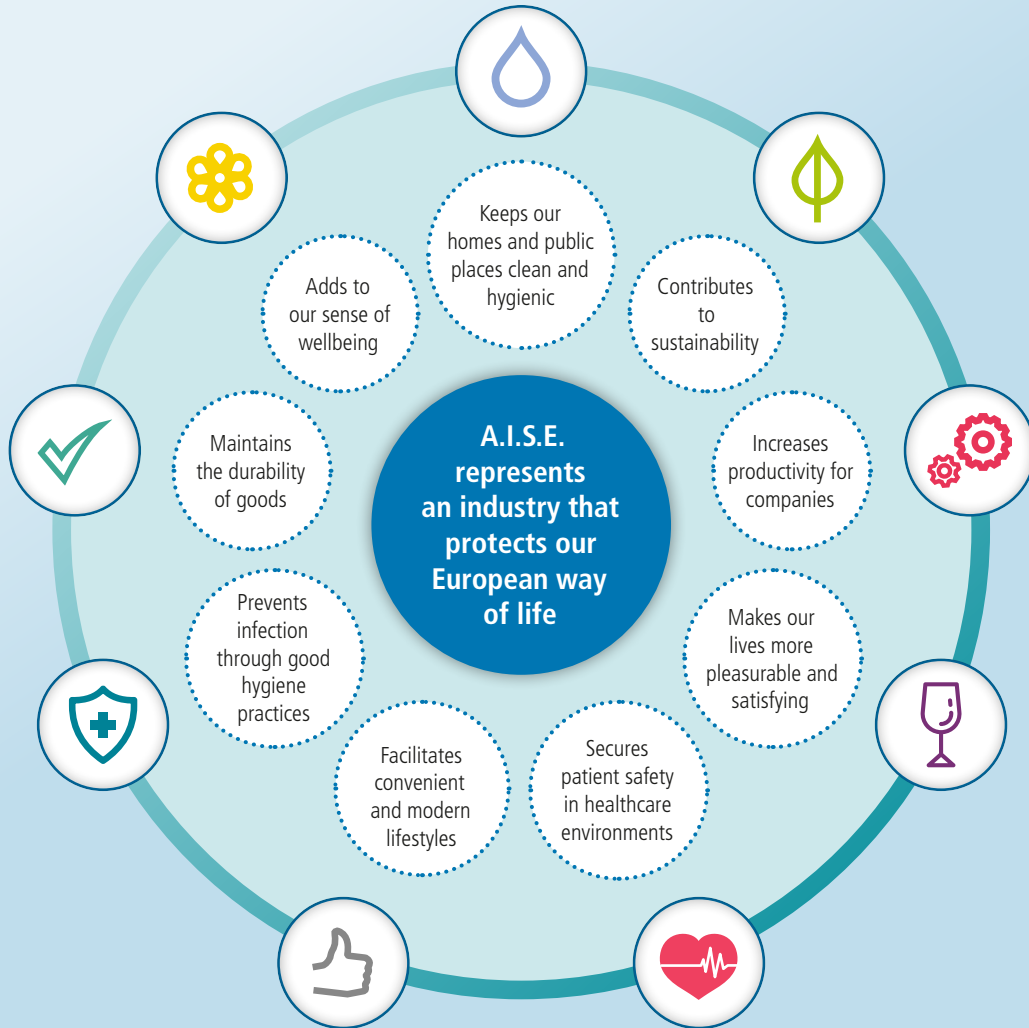 Keeps our
homes and public
places clean and
hygienic
Contributes
to
sustainability
Increases
productivity for
companies
Makes our
lives more
pleasurable and
satisfying
Secures
patient safety
in healthcare
environments
Facilitates
convenient
and modern
lifestyles
Prevents
infection
through good
hygiene
practices
Maintains
the durability
of goods
Adds to
our sense of
wellbeing
A.I.S.E.
represents
an industry that
protects our
European way
of life